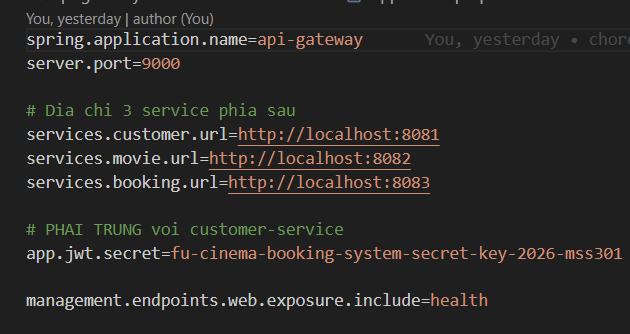 You, yesterday | author (You)
spring.application.name=api-gateway You, yesterday • chore
server.port=9000
# Dia chi 3 service phia sau
services.customer.url=http://localhost:8081
services.movie.url=http://localhost:8082
services.booking.url=http://localhost:8083
# PHAI TRUNG voi customer-service
app.jwt.secret=fu-cinema-booking-system-secret-key-2026-mss301
management.endpoints.web.exposure.include=health